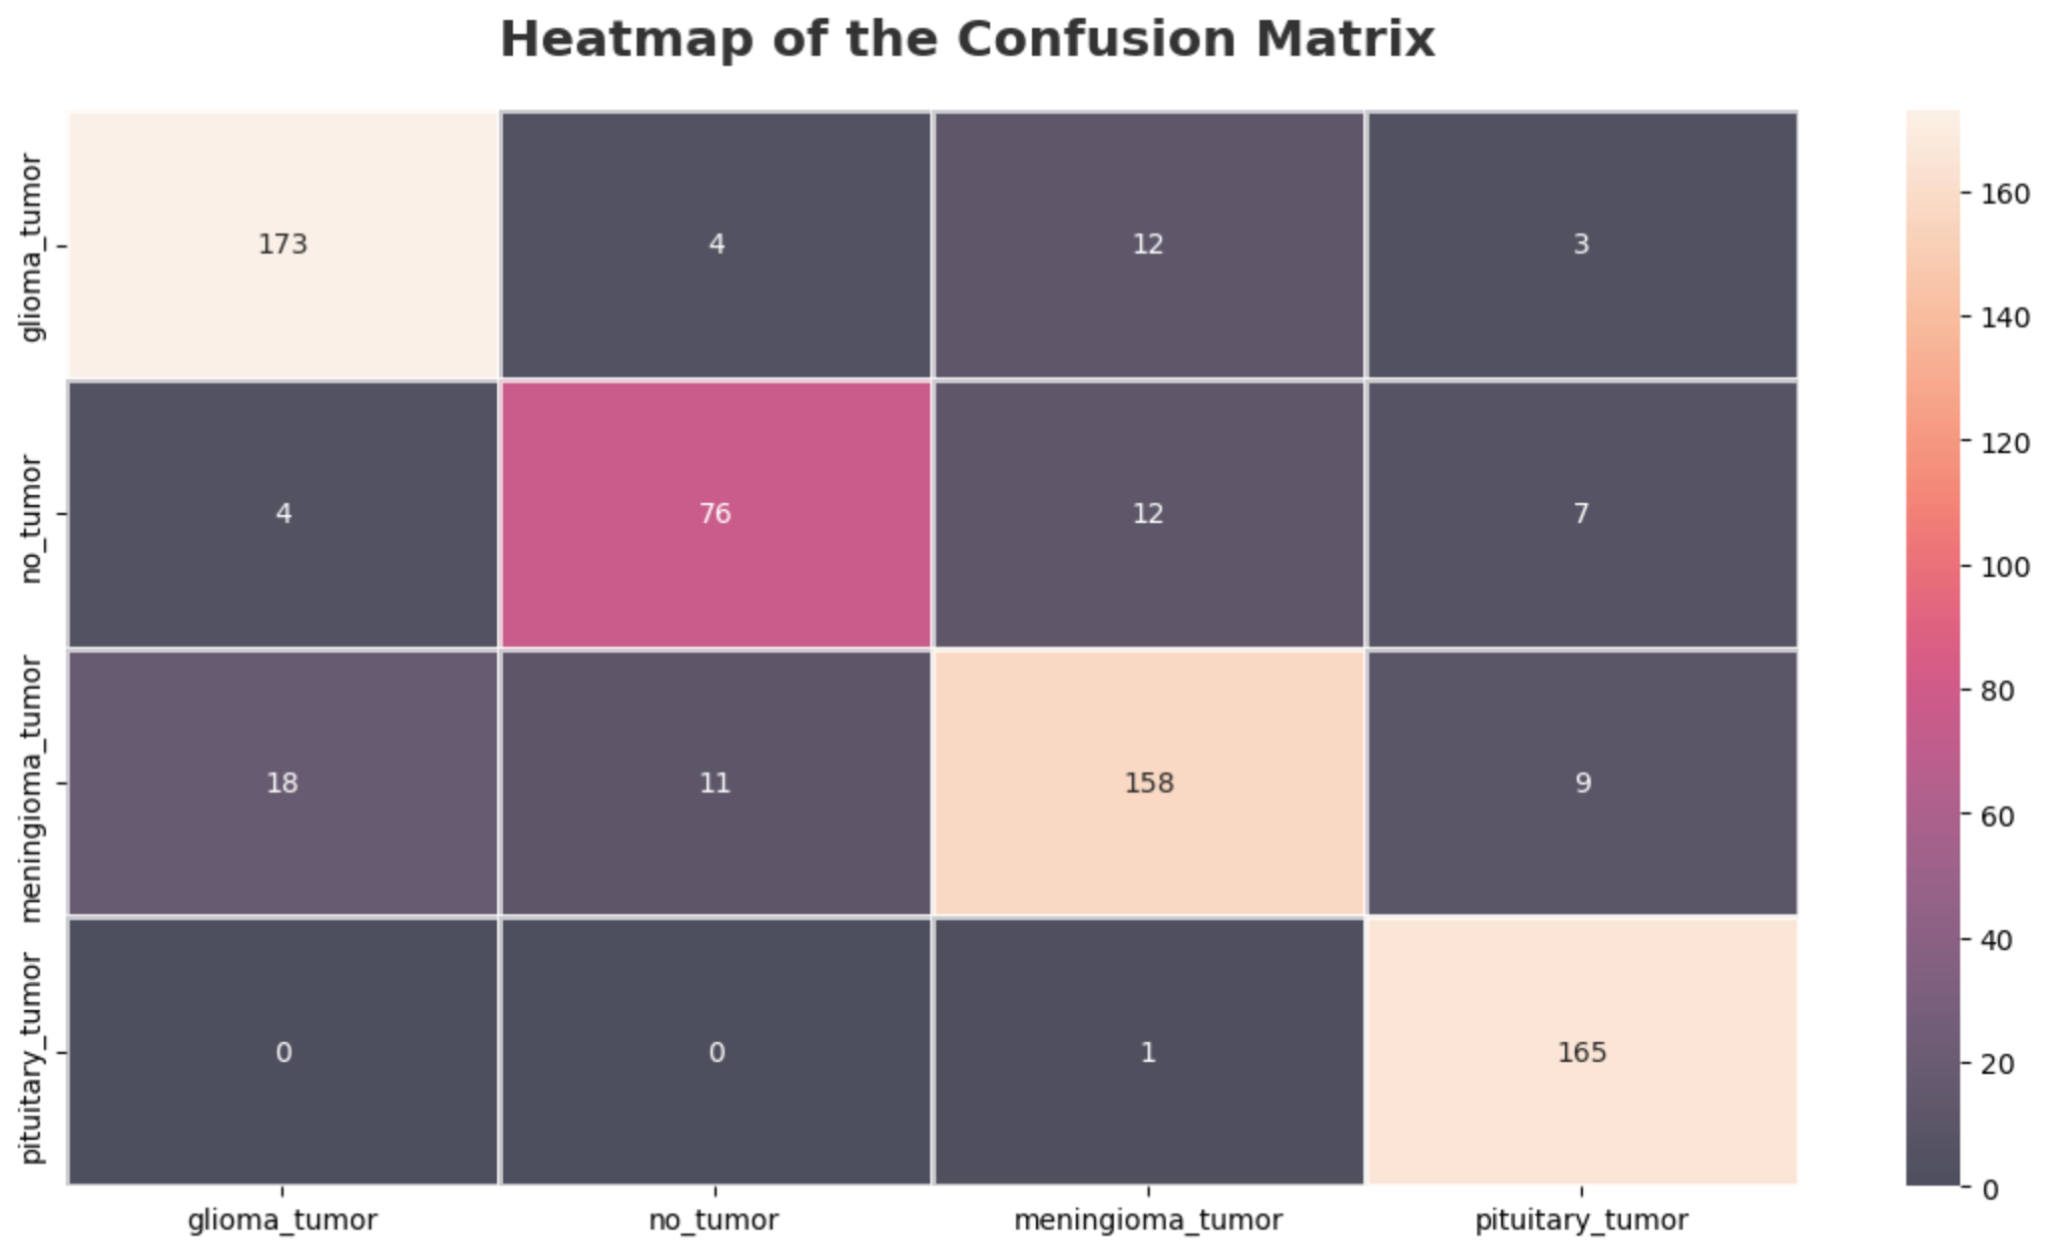 Heatmap of the Confusion Matrix
glioma_tumor
173 4 12 3
no_tumor
4 76 12 7
meningioma_tumor
18 11 158 9
pituitary_tumor
0 0 1 165
glioma_tumor no_tumor meningioma_tumor pituitary_tumor
160
140
120
100
80
60
40
20
0